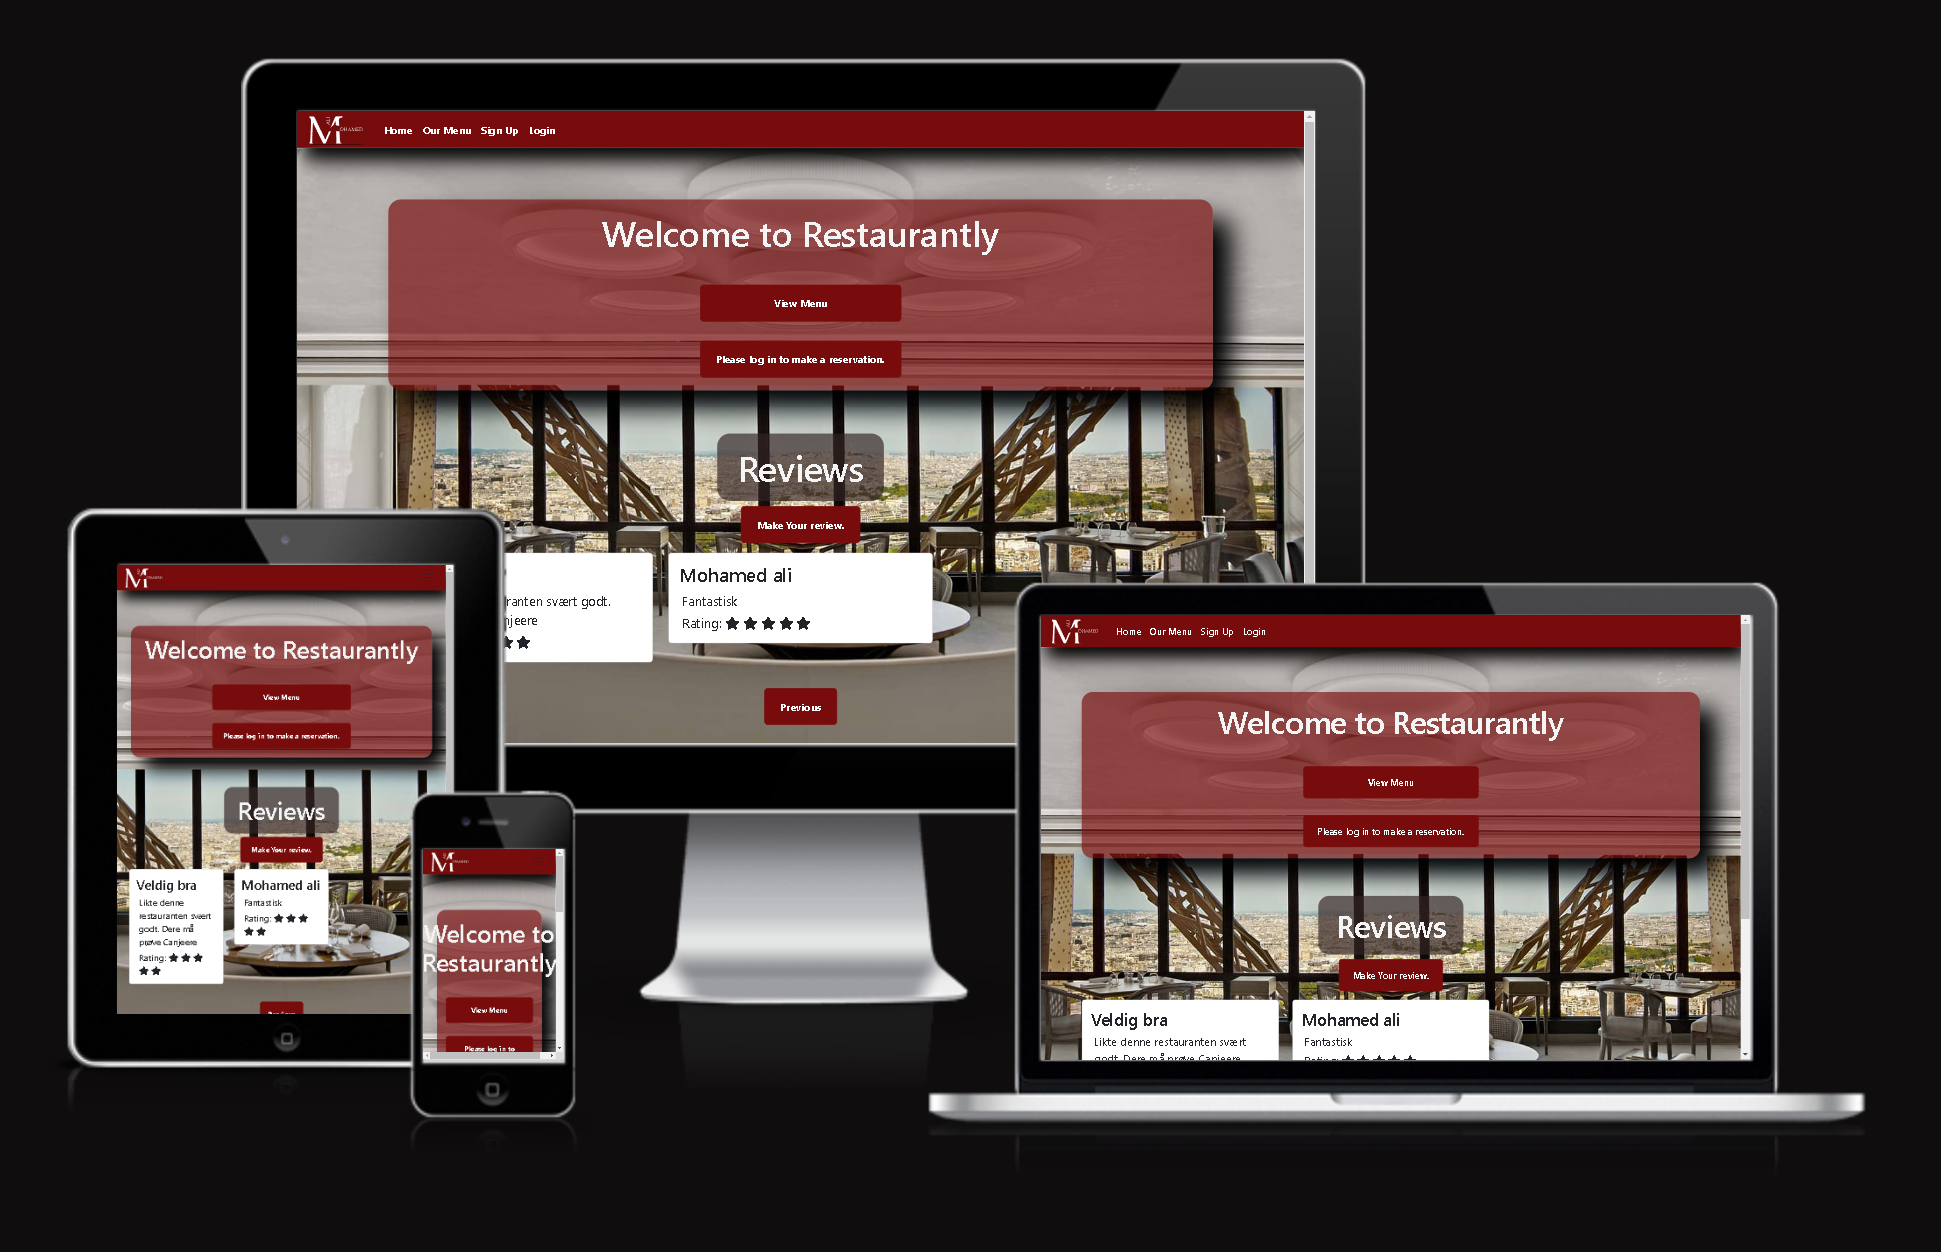 M
ALI
OHAMED
Home Our Menu Sign Up Login
Welcome to Restaurantly
View Menu
Please log in to make a reservation.
Reviews
Make Your review.
ranten svært godt.
njeere
Mohamed ali
Fantastisk
Rating:
Previous
M
Welcome to Restaurantly
View Menu
Please log in to make a reservation.
Reviews
Make Your review.
Veldig bra
Likte denne
restauranten svært
godt. Dere må
prøve Canjeere
Rating:
Mohamed ali
Fantastisk
Rating:
M
Welcome to
Restaurantly
View Menu
Please log in to
M
ALI
OHAMED
Home Our Menu Sign Up Login
Welcome to Restaurantly
View Menu
Please log in to make a reservation.
Reviews
Make Your review.
Veldig bra
Likte denne restauranten svært
godt. Dere må prøve Canjeere
Mohamed ali
Fantastisk
Rating: